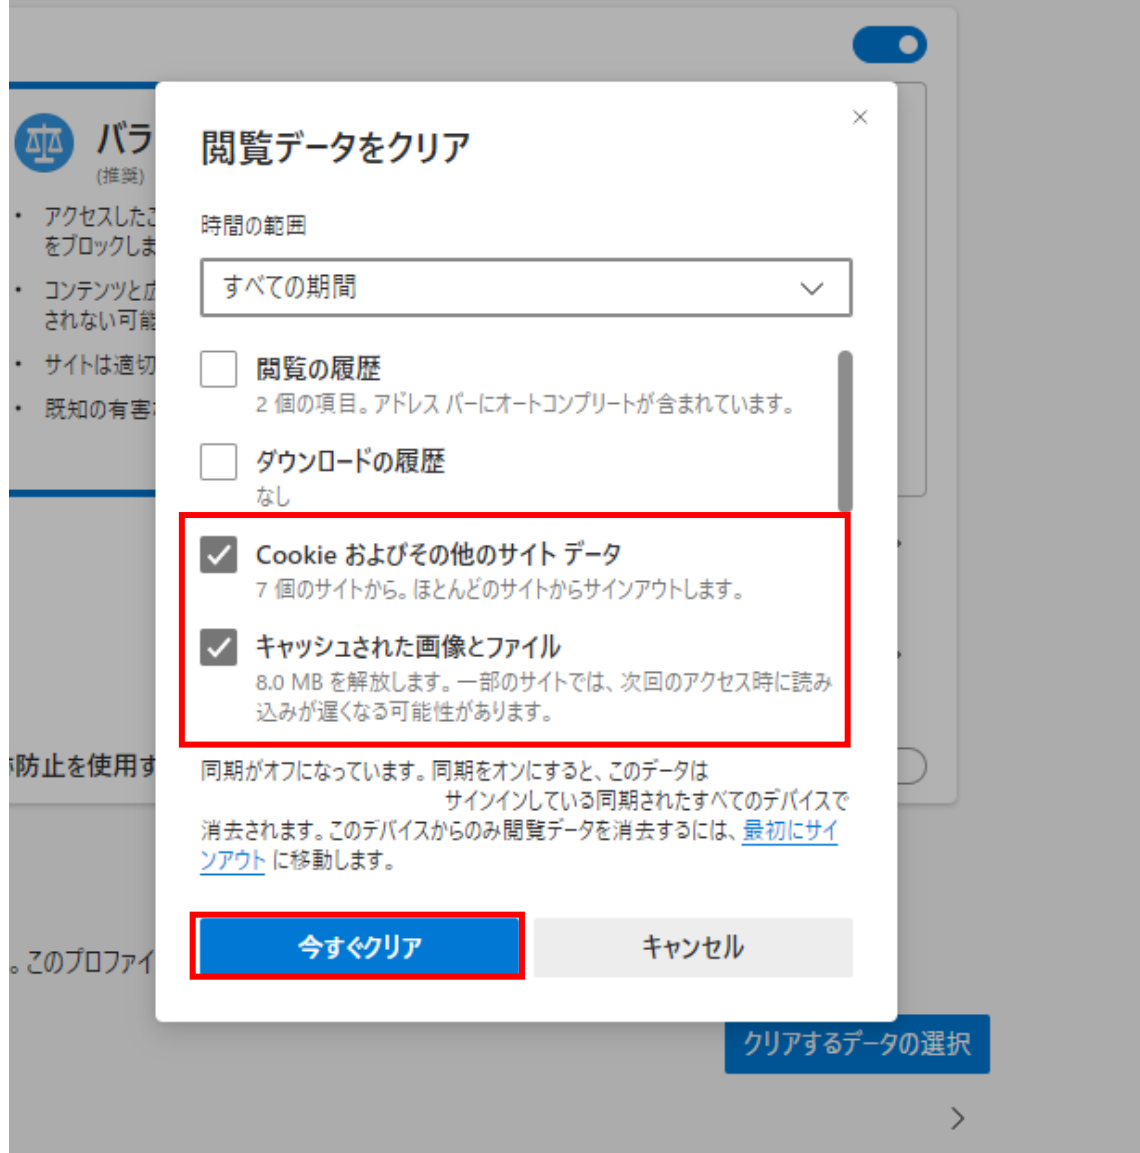 バラ
(推奨)
・ アクセスしたこ
をブロックしま
・ コンテンツと広
されない可能
・ サイトは適切
・ 既知の有害
防止を使用す
。このプロファイ
閲覧データをクリア
時間の範囲
すべての期間
閲覧の履歴
2 個の項目。アドレス バーにオートコンプリートが含まれています。
ダウンロードの履歴
なし
Cookie およびその他のサイト データ
7 個のサイトから。ほとんどのサイトからサインアウトします。
キャッシュされた画像とファイル
8.0 MB を解放します。一部のサイトでは、次回のアクセス時に読み
込みが遅くなる可能性があります。
同期がオフになっています。同期をオンにすると、このデータは
サインインしている同期されたすべてのデバイスで
消去されます。このデバイスからのみ閲覧データを消去するには、最初にサイ
ンアウト に移動します。
今すぐクリア
キャンセル
クリアするデータの選択